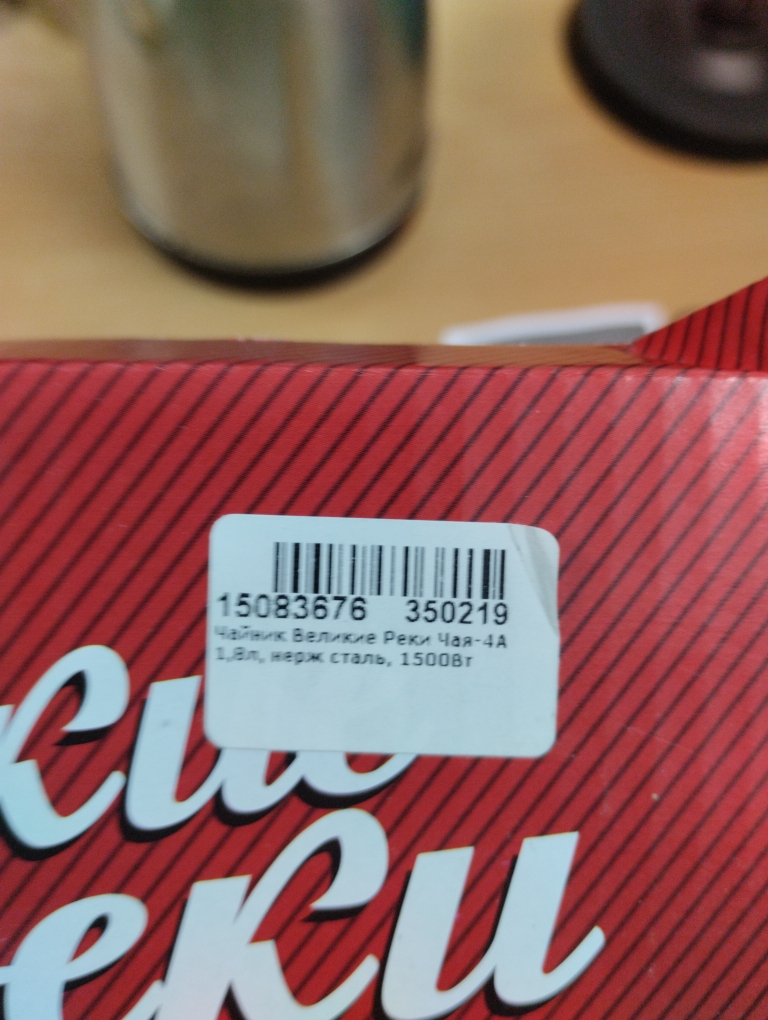 15083676 350219
Чайник Великие Реки Чая-4А
1,8л, нерж сталь, 1500Вт
кие
еки